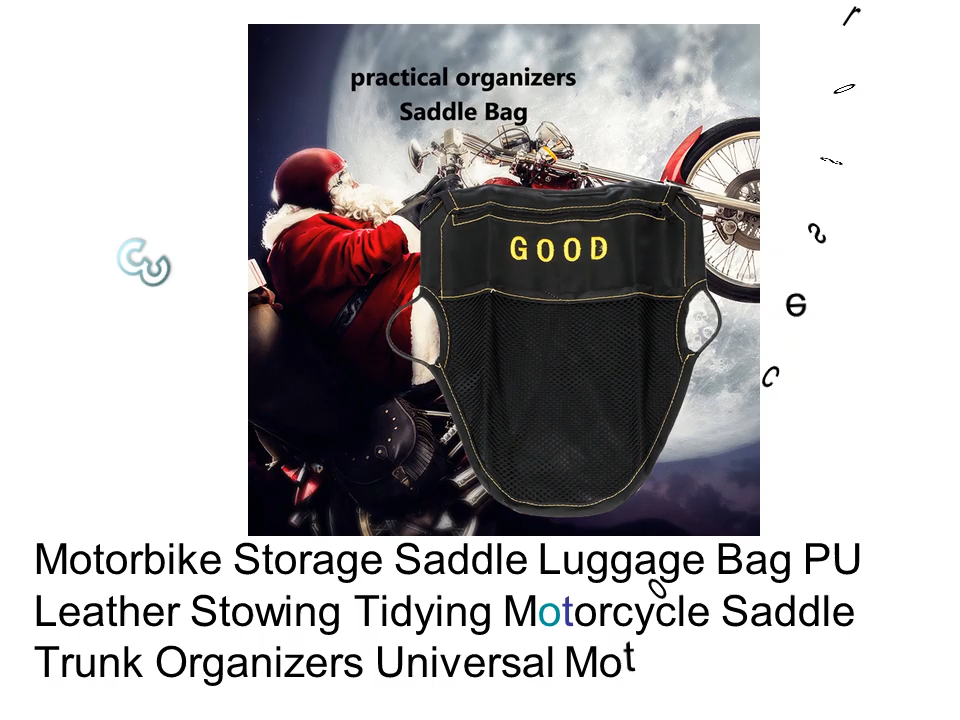 practical organizers
Saddle Bag
GOOD
Motorbike Storage Saddle Luggage Bag PU
Leather Stowing Tidying Motorcycle Saddle
Trunk Organizers Universal Mot